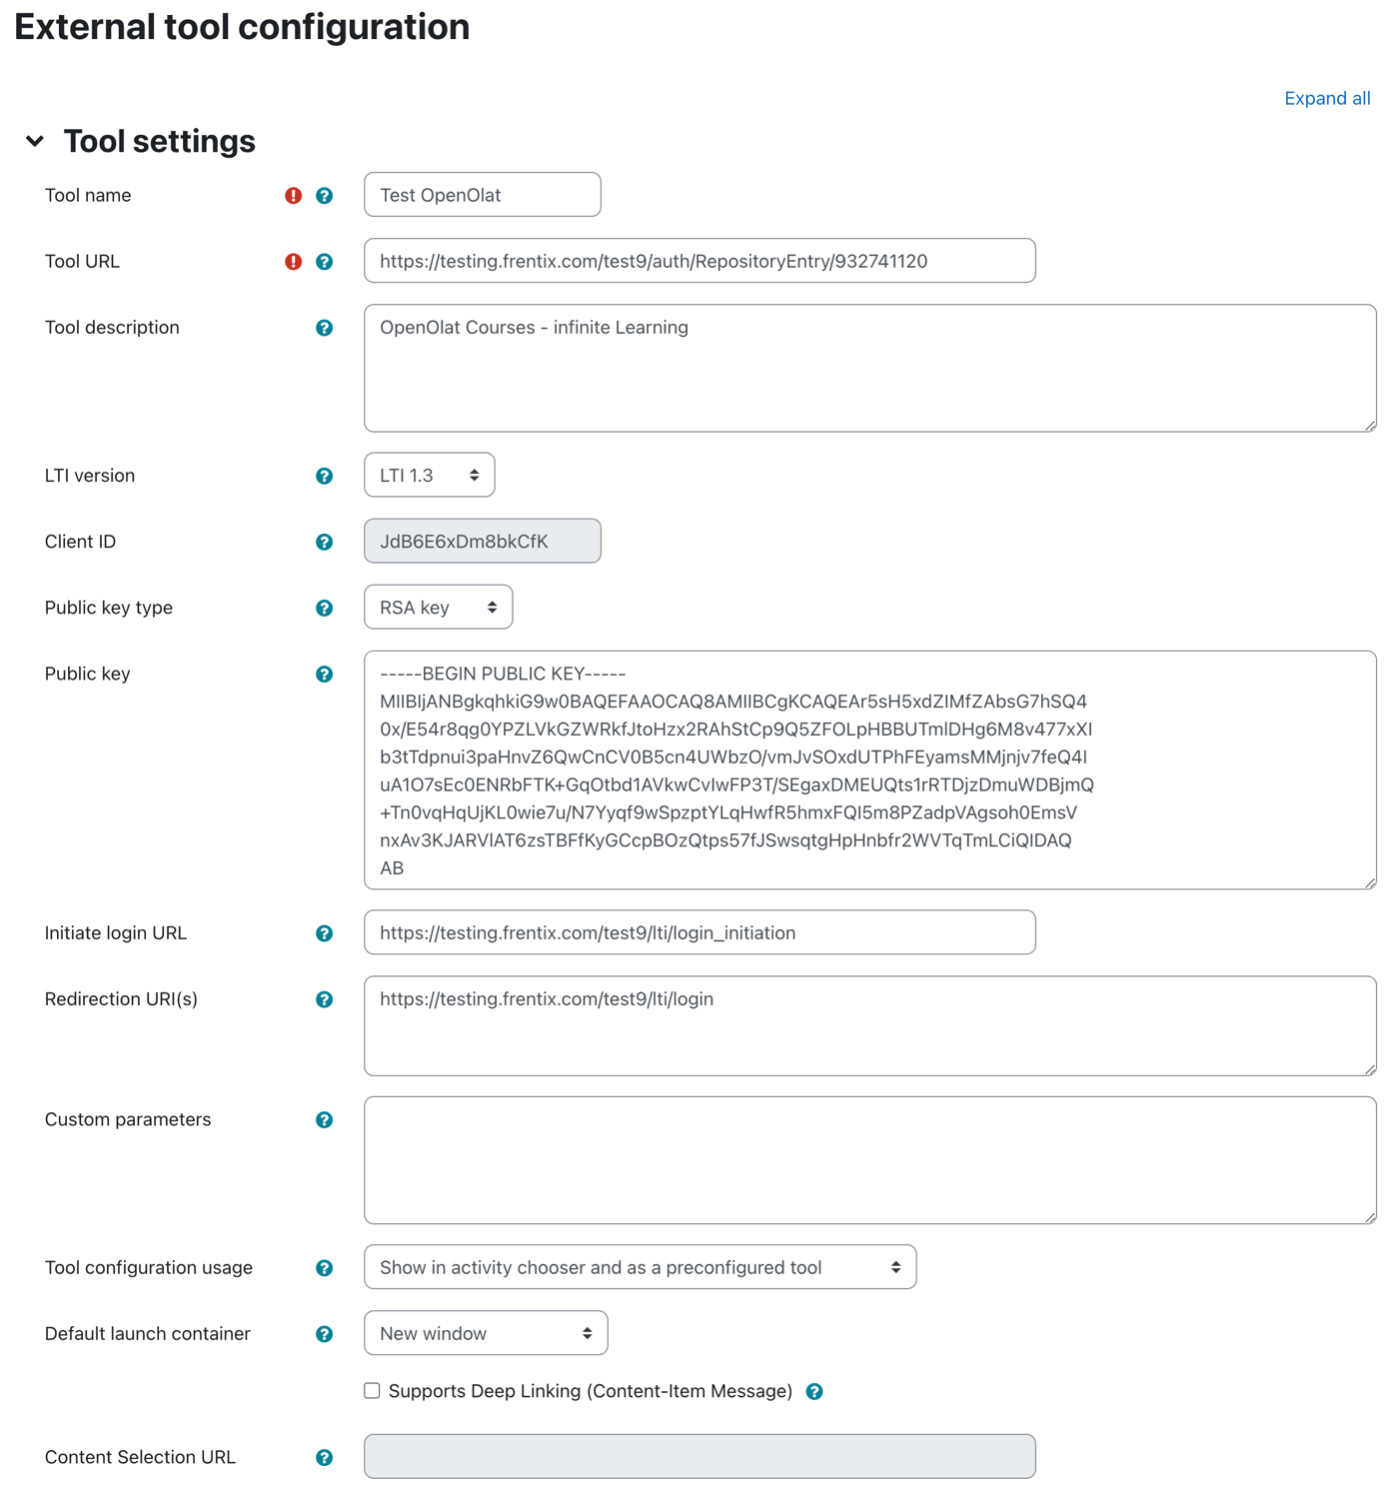 External tool configuration
Expand all
Tool settings
Tool name
Test OpenOlat
Tool URL
https://testing.frentix.com/test9/auth/RepositoryEntry/932741120
Tool description
OpenOlat Courses - infinite Learning
LTI version
LTI 1.3
Client ID
JdB6E6xDm8bkCfK
Public key type
RSA key
Public key
-----BEGIN PUBLIC KEY-----
MIIBIjANBgkqhkiG9w0BAQEFAAOCAQ8AMIIBCgKCAQEAr5sH5xdZIMfZAbsG7hSQ4
0x/E54r8qg0YPZLVkGZWRkfJtoHzx2RAhStCp9Q5ZFOLpHBBUTmlDHg6M8v477xXI
b3tTdpnui3paHnvZ6QwCnCV0B5cn4UWbzO/vmJvSOxdUTPhFEyamsMMjnjv7feQ4I
uA1O7sEc0ENRbFTK+GqOtbd1AVkwCvIwFP3T/SEgaxDMEUQts1rRTDjzDmuWDBjmQ
+Tn0vqHqUjKL0wie7u/N7Yyqf9wSpzptYLqHwfR5hmxFQI5m8PZadpVAgsoh0EmsV
nxAv3KJARVlAT6zsTBFfKyGCcpBOzQtps57fJSwsqtgHpHnbfr2WVTqTmLCiQIDAQ
AB
Initiate login URL
https://testing.frentix.com/test9/lti/login_initiation
Redirection URI(s)
https://testing.frentix.com/test9/lti/login
Custom parameters
Tool configuration usage
Show in activity chooser and as a preconfigured tool
Default launch container
New window
Supports Deep Linking (Content-Item Message)
Content Selection URL